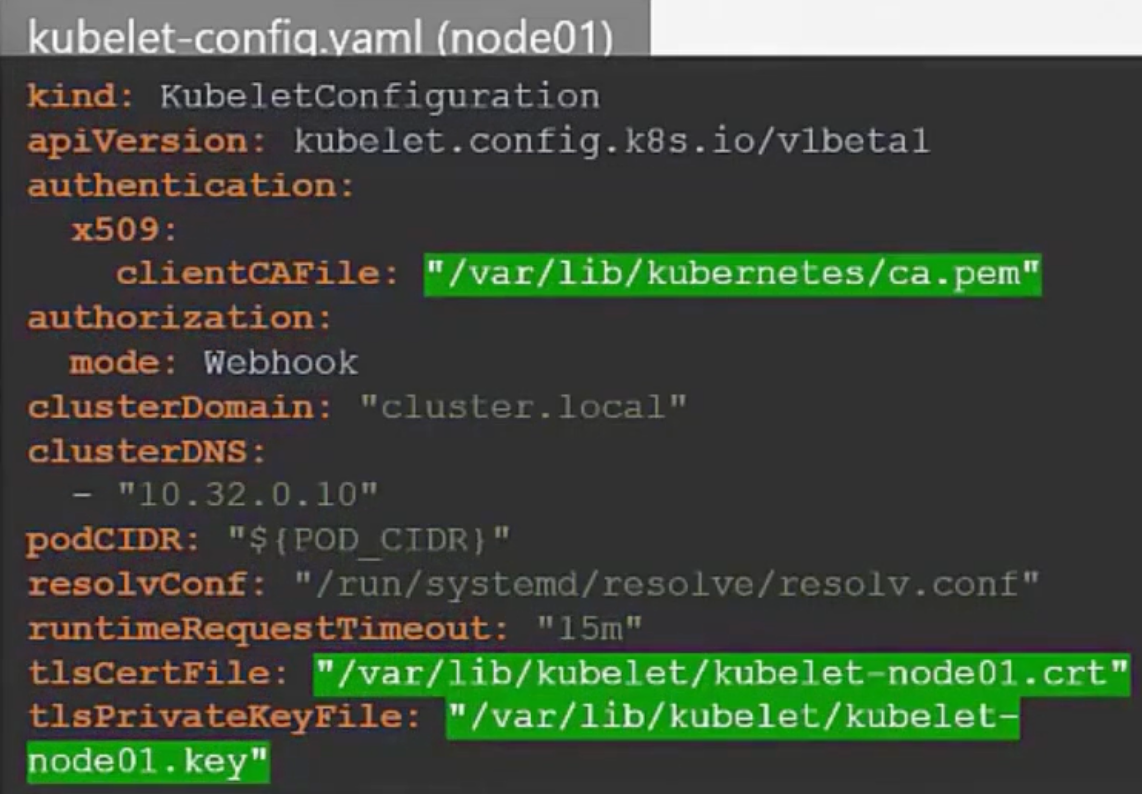 kubelet-config.yaml (node01)
kind: KubeletConfiguration
apiVersion: kubelet.config.k8s.io/v1beta1
authentication:
  x509:
    clientCAFile: "/var/lib/kubernetes/ca.pem"
authorization:
  mode: Webhook
clusterDomain: "cluster.local"
clusterDNS:
  - "10.32.0.10"
podCIDR: "${POD_CIDR}"
resolvConf: "/run/systemd/resolve/resolv.conf"
runtimeRequestTimeout: "15m"
tlsCertFile: "/var/lib/kubelet/kubelet-node01.crt"
tlsPrivateKeyFile: "/var/lib/kubelet/kubelet-
node01.key"